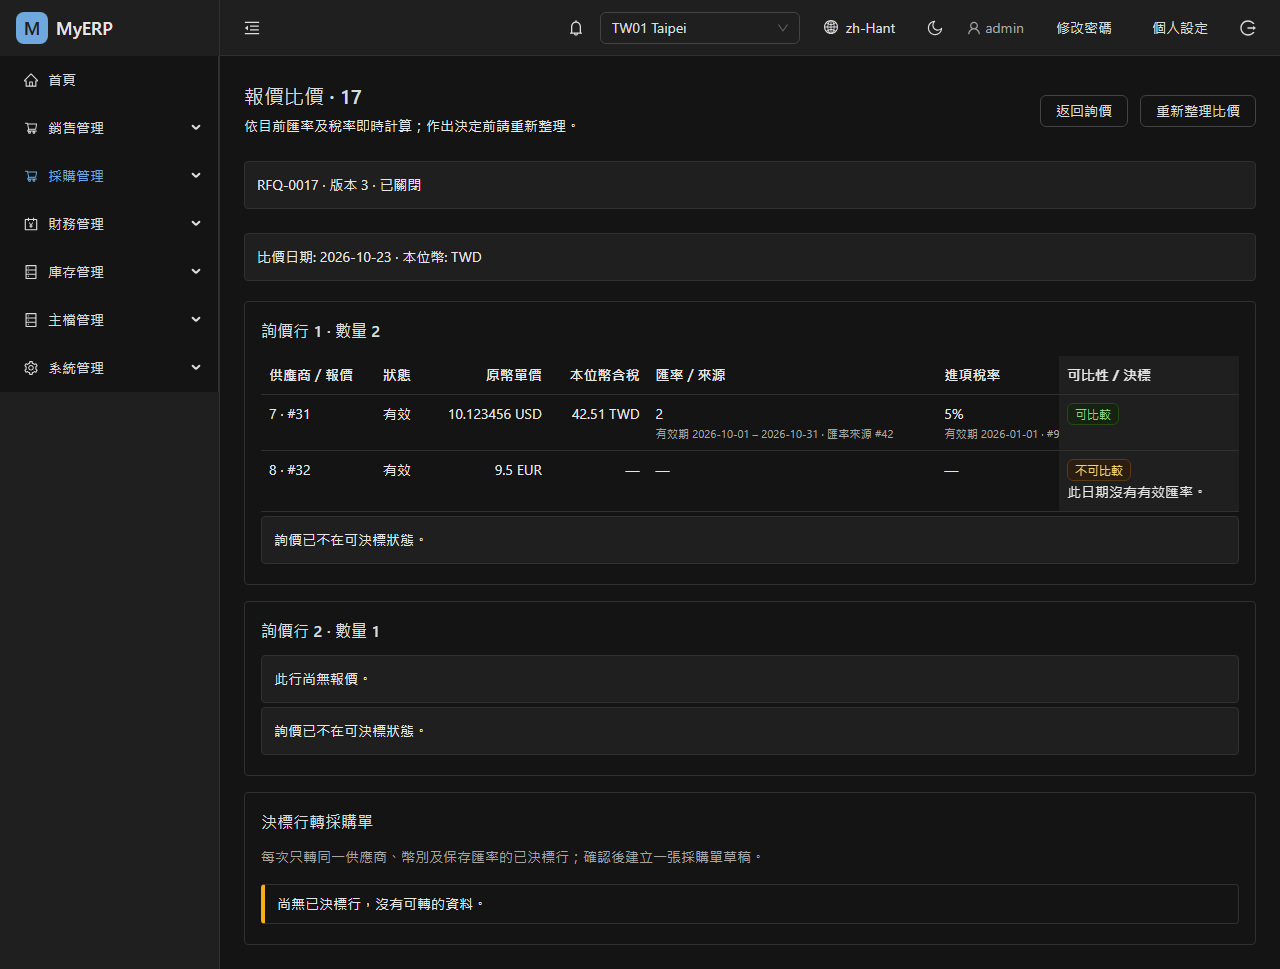 M MyERP
TW01 Taipei
zh-Hant
admin
修改密碼
個人設定
首頁
銷售管理
採購管理
財務管理
庫存管理
主檔管理
系統管理
報價比價 · 17
依目前匯率及稅率即時計算；作出決定前請重新整理。
返回詢價
重新整理比價
RFQ-0017 · 版本 3 · 已關閉
比價日期: 2026-10-23 · 本位幣: TWD
詢價行 1 · 數量 2
供應商 / 報價 狀態 原幣單價 本位幣含稅 匯率 / 來源 進項稅率 可比性 / 決標
7 · #31 有效 10.123456 USD 42.51 TWD 2 5% 可比較
有效期 2026-10-01 – 2026-10-31 · 匯率來源 #42 有效期 2026-01-01 · #9
8 · #32 有效 9.5 EUR — — — 不可比較
此日期沒有有效匯率。
詢價已不在可決標狀態。
詢價行 2 · 數量 1
此行尚無報價。
詢價已不在可決標狀態。
決標行轉採購單
每次只轉同一供應商、幣別及保存匯率的已決標行；確認後建立一張採購單草稿。
尚無已決標行，沒有可轉的資料。